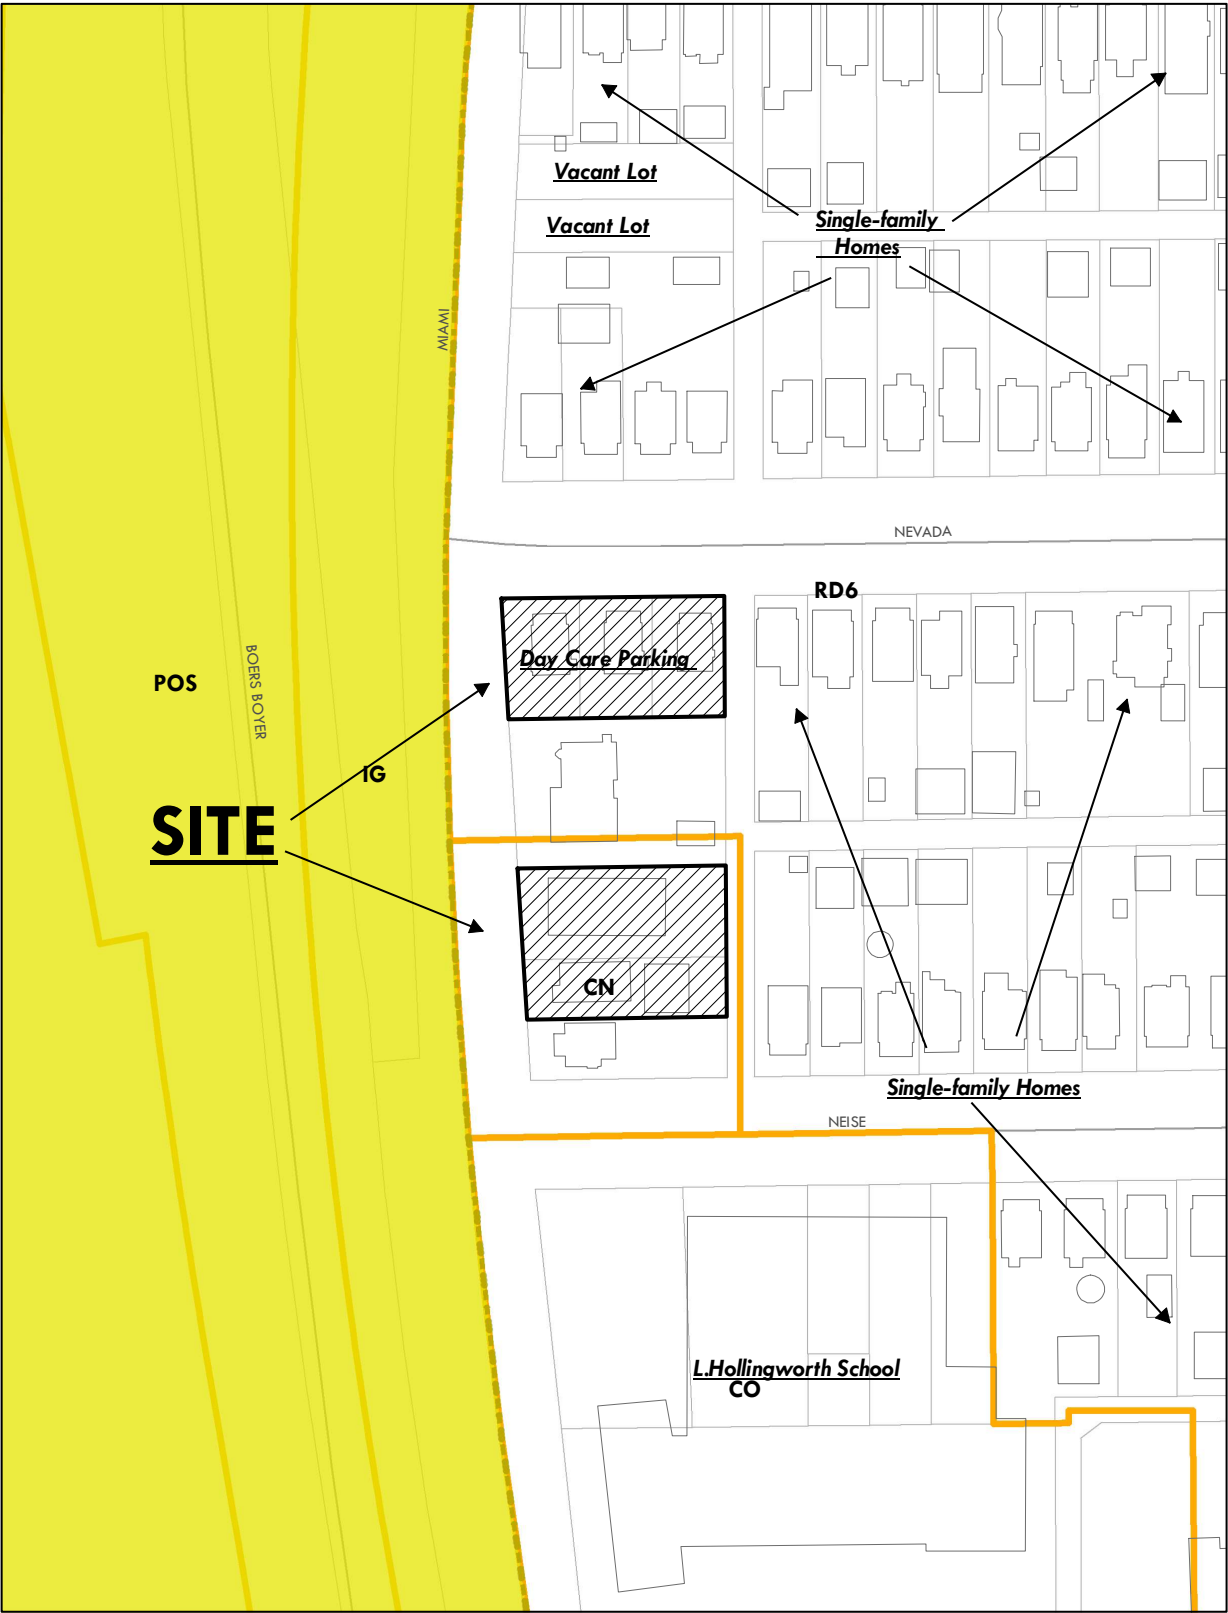 Vacant Lot
Vacant Lot
Single-family
Homes
MIAMI
NEVADA
RD6
Day Care Parking
POS
BOERS BOYER
IG
SITE
CN
Single-family Homes
NEISE
L.Hollingworth School
CO